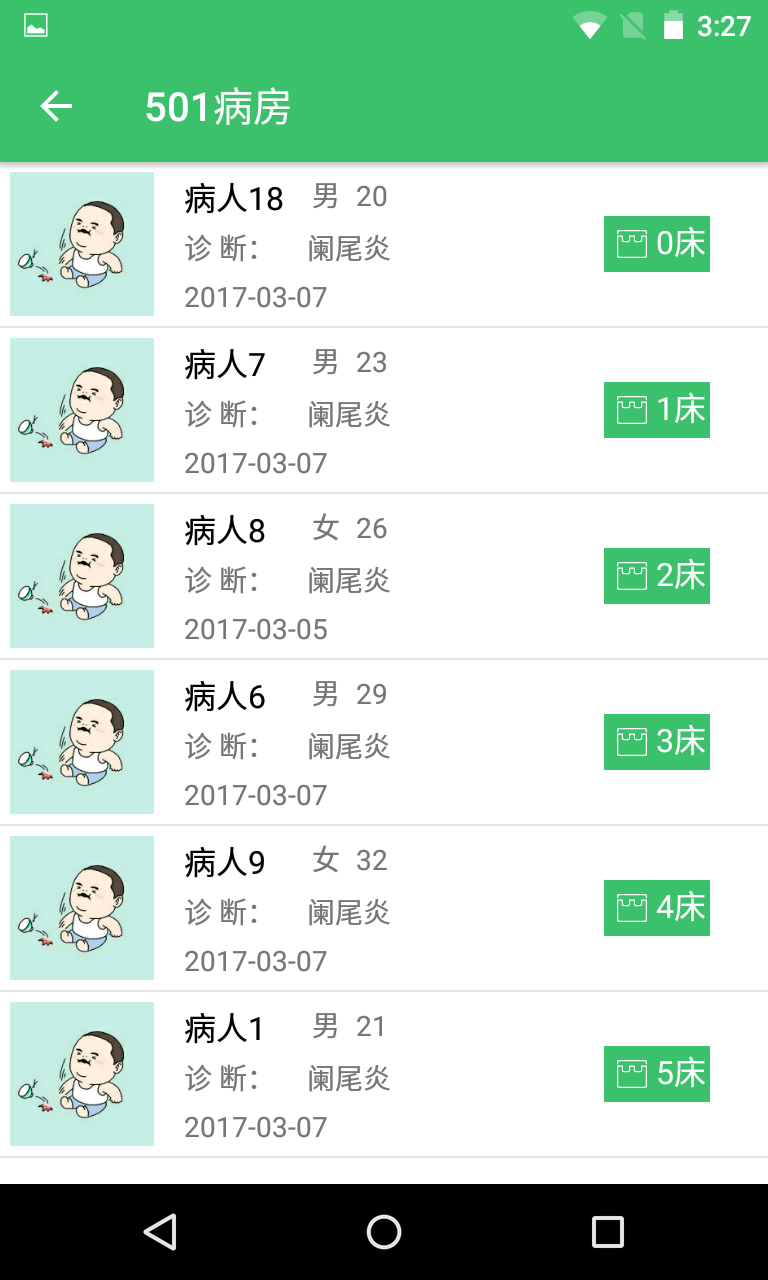 3:27
501病房
病人18 男 20
诊 断： 阑尾炎
0床
2017-03-07
病人7 男 23
诊 断： 阑尾炎
1床
2017-03-07
病人8 女 26
诊 断： 阑尾炎
2床
2017-03-05
病人6 男 29
诊 断： 阑尾炎
3床
2017-03-07
病人9 女 32
诊 断： 阑尾炎
4床
2017-03-07
病人1 男 21
诊 断： 阑尾炎
5床
2017-03-07